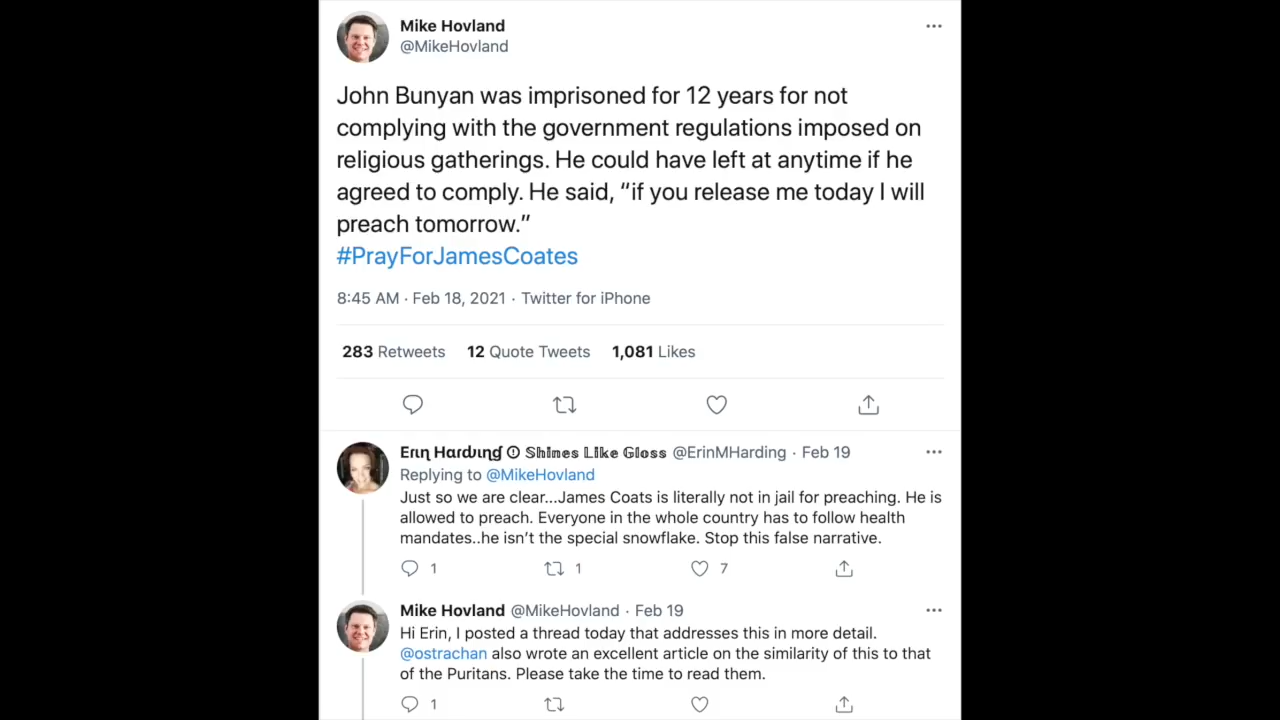 Mike Hovland
@MikeHovland
John Bunyan was imprisoned for 12 years for not
complying with the government regulations imposed on
religious gatherings. He could have left at anytime if he
agreed to comply. He said, “if you release me today I will
preach tomorrow.”
#PrayForJamesCoates
8:45 AM · Feb 18, 2021 · Twitter for iPhone
283 Retweets 12 Quote Tweets 1,081 Likes
Eɾιɳ Hαɾԃιɳɠ 𝕊𝕙𝕚𝕟𝕖𝕤 𝕃𝕚𝕜𝕖 𝔾𝕝𝕠𝕤𝕤 @ErinMHarding · Feb 19
Replying to @MikeHovland
Just so we are clear...James Coats is literally not in jail for preaching. He is
allowed to preach. Everyone in the whole country has to follow health
mandates..he isn’t the special snowflake. Stop this false narrative.
1 1 7
Mike Hovland @MikeHovland · Feb 19
Hi Erin, I posted a thread today that addresses this in more detail.
@ostrachan also wrote an excellent article on the similarity of this to that
of the Puritans. Please take the time to read them.
1